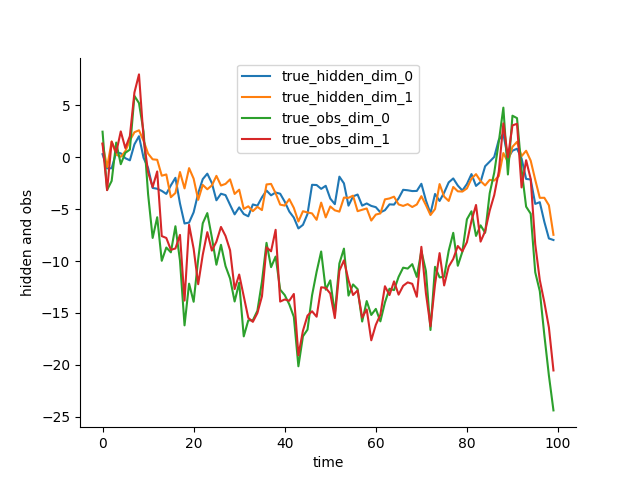 true_hidden_dim_0
true_hidden_dim_1
true_obs_dim_0
true_obs_dim_1
5
0
−5
−10
−15
−20
−25
hidden and obs
0 20 40 60 80 100
time